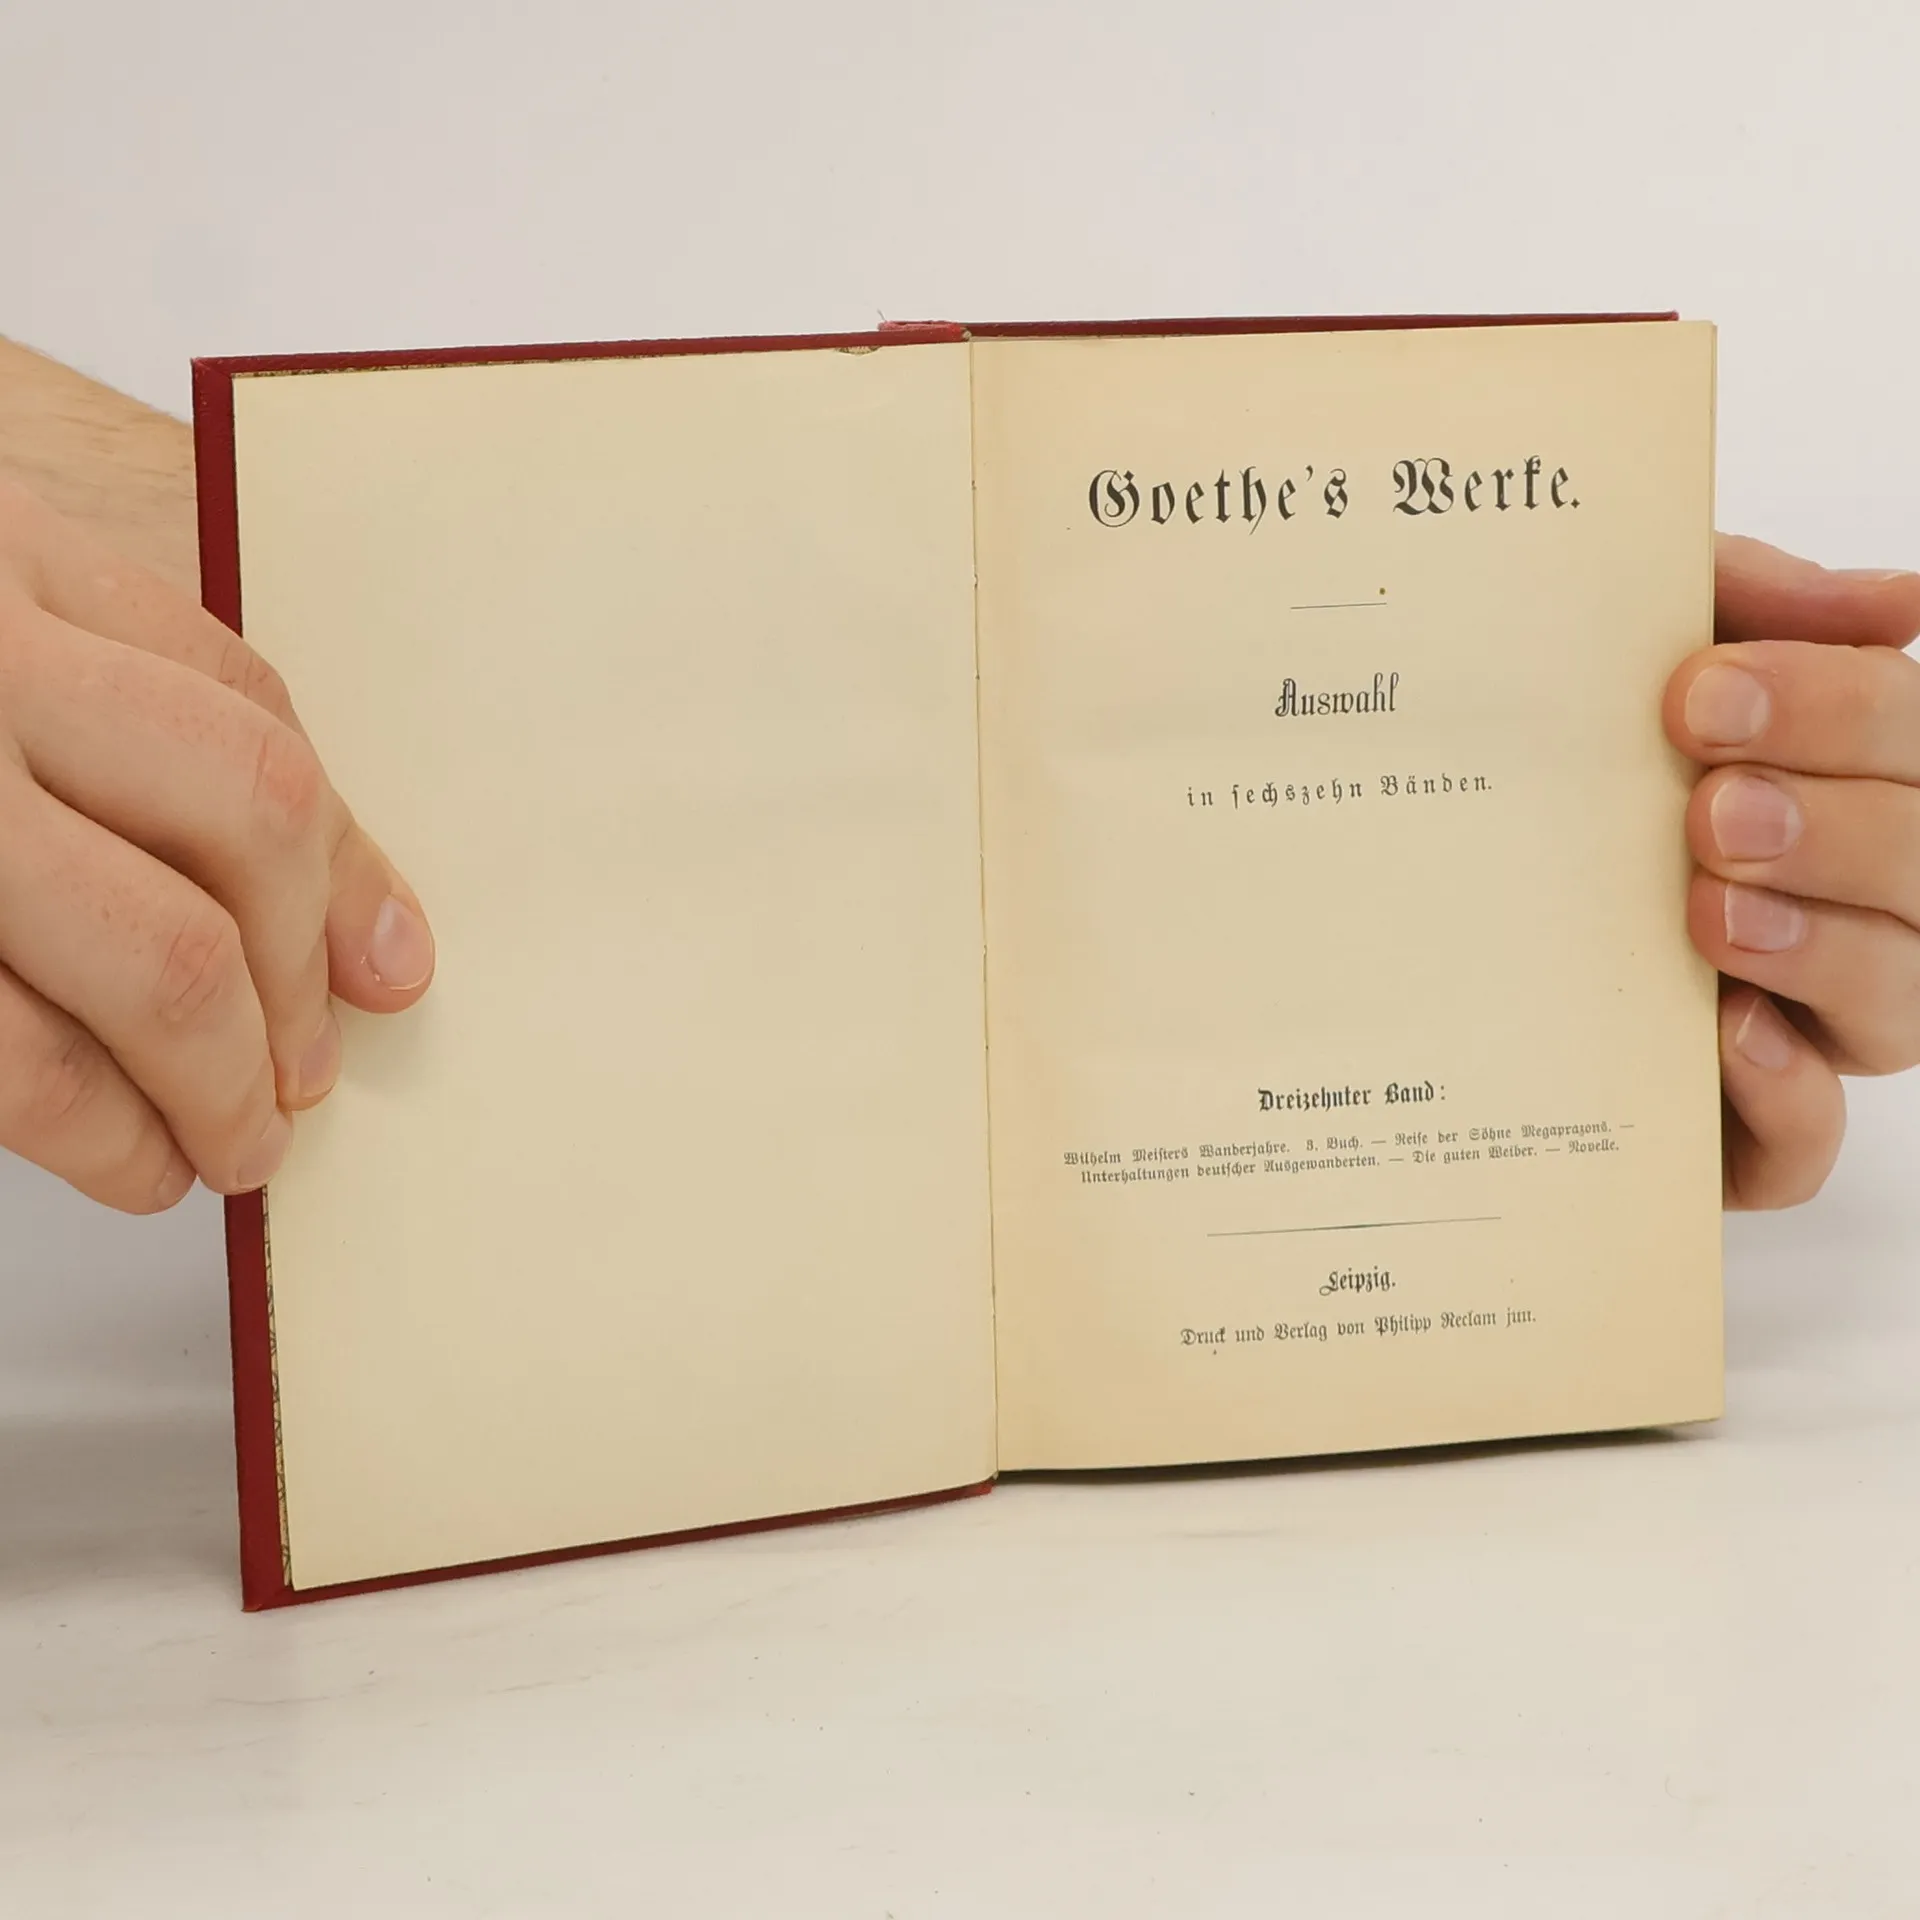 Goethe's Werke.
Auswahl
in sechszehn Bänden.
Dreizehnter Band:
Wilhelm Meisters Wanderjahre. 3. Buch. — Reise der Söhne Megaprazons. —
Unterhaltungen deutscher Ausgewanderten. — Die guten Weiber. — Novelle.
Leipzig.
Druck und Verlag von Philipp Reclam jun.